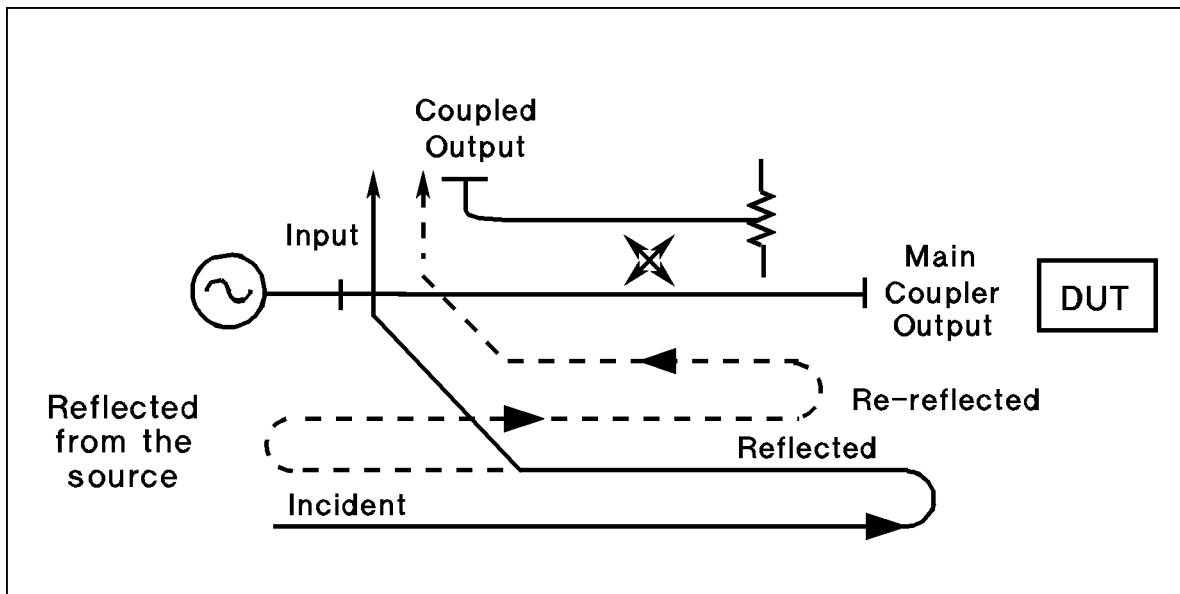 Coupled
Output
Input
Main
Coupler
Output
DUT
Reflected
from the
source
Re-reflected
Reflected
Incident